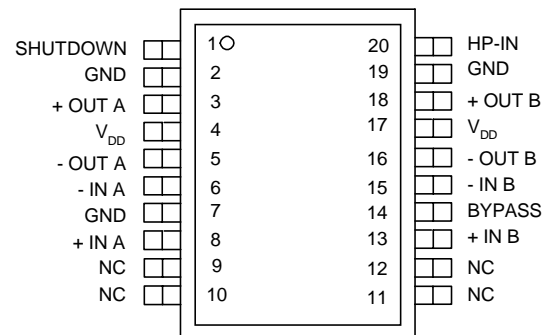 SHUTDOWN 1 20 HP-IN
GND 2 19 GND
+ OUT A 3 18 + OUT B
VDD 4 17 VDD
- OUT A 5 16 - OUT B
- IN A 6 15 - IN B
GND 7 14 BYPASS
+ IN A 8 13 + IN B
NC 9 12 NC
NC 10 11 NC